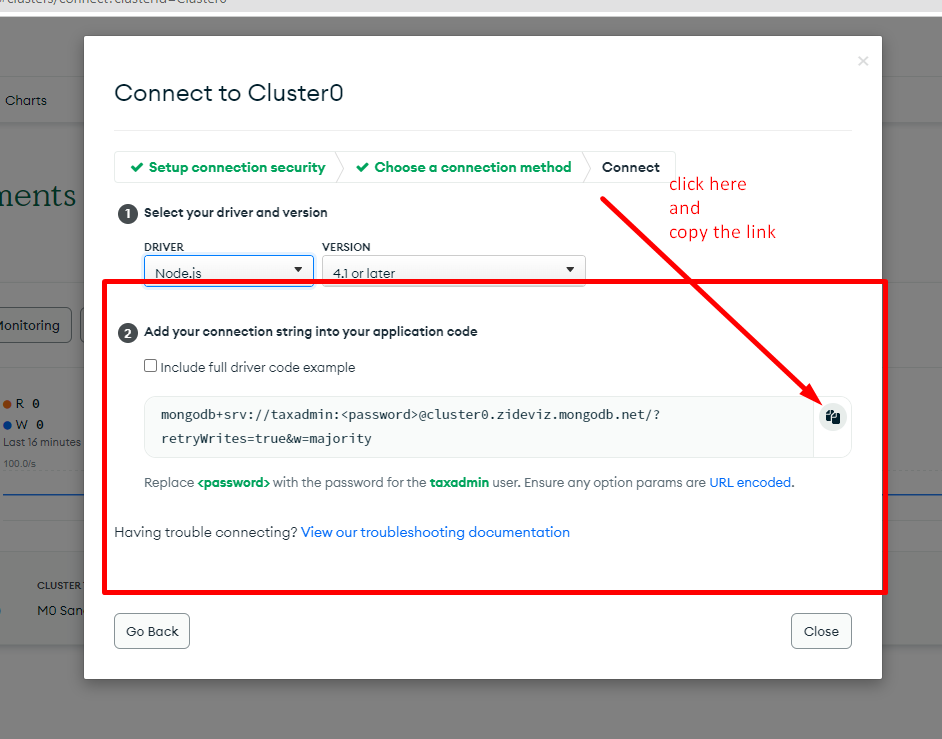 Connect to Cluster0
Charts
Setup connection security
Choose a connection method
Connect
click here
and
copy the link
ments
1 Select your driver and version
DRIVER
VERSION
Node.js
4.1 or later
Monitoring
2 Add your connection string into your application code
Include full driver code example
R 0
W 0
Last 16 minutes
100.0/s
mongodb+srv://taxadmin:<password>@cluster0.zideviz.mongodb.net/?
retryWrites=true&w=majority
Replace <password> with the password for the taxadmin user. Ensure any option params are URL encoded.
Having trouble connecting? View our troubleshooting documentation
CLUSTER
M0 San
Go Back
Close